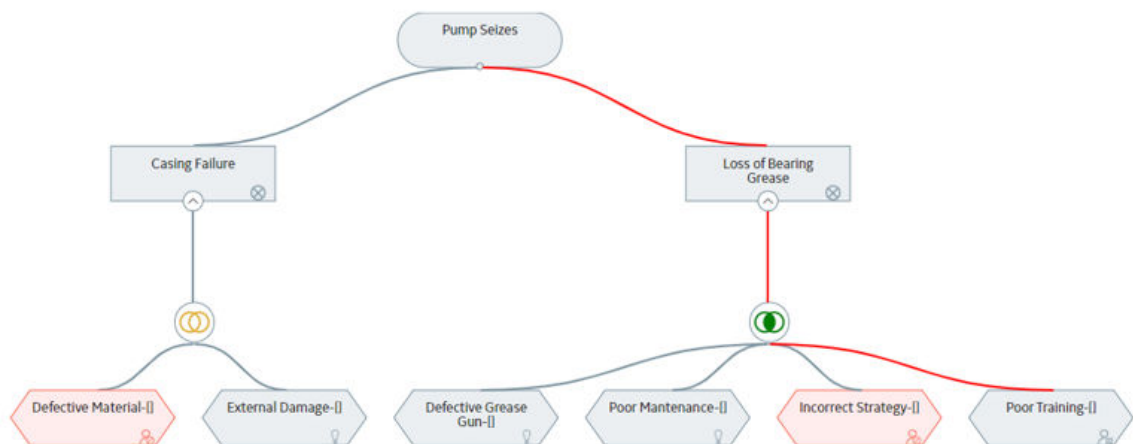 Pump Seizes
Casing Failure
Loss of Bearing
Grease
Defective Material-[]
External Damage-[]
Defective Grease
Gun-[]
Poor Mantenance-[]
Incorrect Strategy-[]
Poor Training-[]